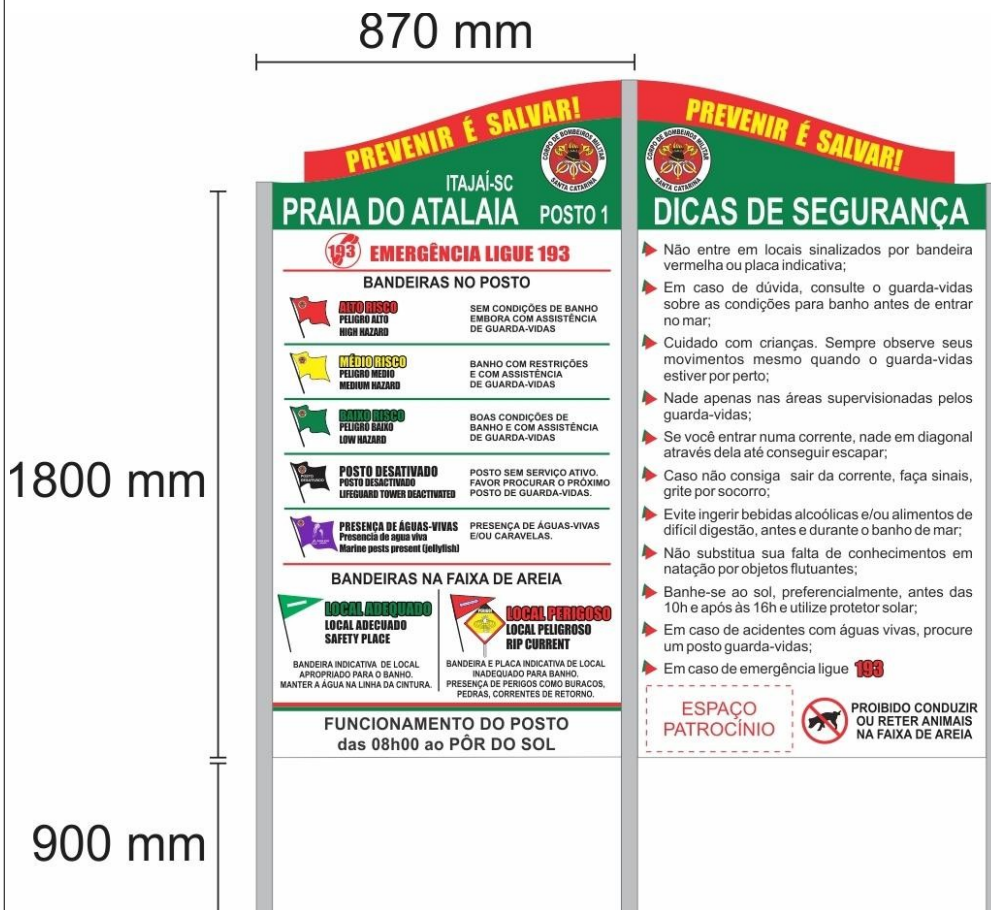 870 mm
1800 mm
900 mm
PREVENIR É SALVAR!
CORPO DE BOMBEIROS MILITAR
SANTA CATARINA
ITAJAÍ-SC
PRAIA DO ATALAIA POSTO 1
193 EMERGÊNCIA LIGUE 193
BANDEIRAS NO POSTO
ALTO RISCO
PELIGRO ALTO
HIGH HAZARD
SEM CONDIÇÕES DE BANHO
EMBORA COM ASSISTÊNCIA
DE GUARDA-VIDAS
MÉDIO RISCO
PELIGRO MEDIO
MEDIUM HAZARD
BANHO COM RESTRIÇÕES
E COM ASSISTÊNCIA
DE GUARDA-VIDAS
BAIXO RISCO
PELIGRO BAIXO
LOW HAZARD
BOAS CONDIÇÕES DE
BANHO E COM ASSISTÊNCIA
DE GUARDA-VIDAS
POSTO
DESATIVADO
POSTO DESATIVADO
POSTO DESACTIVADO
LIFEGUARD TOWER DEACTIVATED
POSTO SEM SERVIÇO ATIVO.
FAVOR PROCURAR O PRÓXIMO
POSTO DE GUARDA-VIDAS.
PRESENÇA DE ÁGUAS-VIVAS
Presencia de agua viva
Marine pests present (jellyfish)
PRESENÇA DE ÁGUAS-VIVAS
E/OU CARAVELAS.
BANDEIRAS NA FAIXA DE AREIA
LOCAL ADEQUADO
LOCAL ADECUADO
SAFETY PLACE
BANDEIRA INDICATIVA DE LOCAL
APROPRIADO PARA O BANHO.
MANTER A ÁGUA NA LINHA DA CINTURA.
LOCAL PERIGOSO
LOCAL PELIGROSO
RIP CURRENT
BANDEIRA E PLACA INDICATIVA DE LOCAL
INADEQUADO PARA BANHO.
PRESENÇA DE PERIGOS COMO BURACOS,
PEDRAS, CORRENTES DE RETORNO.
FUNCIONAMENTO DO POSTO
das 08h00 ao PÔR DO SOL
PREVENIR É SALVAR!
CORPO DE BOMBEIROS MILITAR
SANTA CATARINA
DICAS DE SEGURANÇA
Não entre em locais sinalizados por bandeira
vermelha ou placa indicativa;
Em caso de dúvida, consulte o guarda-vidas
sobre as condições para banho antes de entrar
no mar;
Cuidado com crianças. Sempre observe seus
movimentos mesmo quando o guarda-vidas
estiver por perto;
Nade apenas nas áreas supervisionadas pelos
guarda-vidas;
Se você entrar numa corrente, nade em diagonal
através dela até conseguir escapar;
Caso não consiga sair da corrente, faça sinais,
grite por socorro;
Evite ingerir bebidas alcoólicas e/ou alimentos de
difícil digestão, antes e durante o banho de mar;
Não substitua sua falta de conhecimentos em
natação por objetos flutuantes;
Banhe-se ao sol, preferencialmente, antes das
10h e após às 16h e utilize protetor solar;
Em caso de acidentes com águas vivas, procure
um posto guarda-vidas;
Em caso de emergência ligue 193
ESPAÇO
PATROCÍNIO
PROIBIDO CONDUZIR
OU RETER ANIMAIS
NA FAIXA DE AREIA